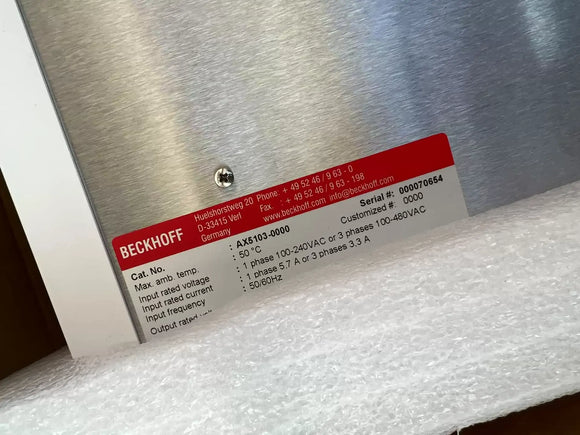 BECKHOFF
Huelshorstweg 20 Phone: + 49 52 46 / 9 63 - 0
D-33415 Verl Fax. : + 49 52 46 / 9 63 - 198
Germany www.beckhoff.com info@beckhoff.com
Cat. No. : AX5103-0000 Serial #: 000070654
Max. amb. temp. : 50 °C Customized #: 0000
Input rated voltage : 1 phase 100-240VAC or 3 phases 100-480VAC
Input rated current : 1 phase 5.7 A or 3 phases 3.3 A
Input frequency : 50/60Hz
Output rated